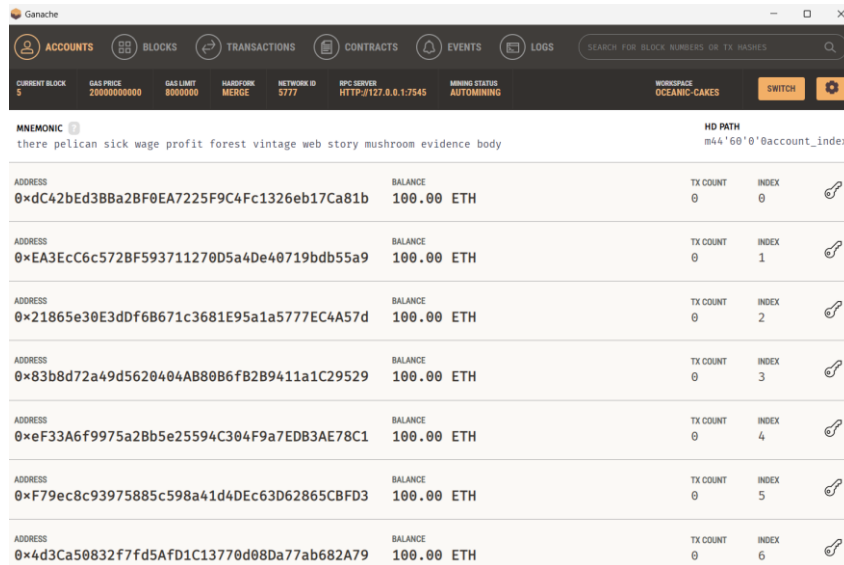 Ganache
ACCOUNTS BLOCKS TRANSACTIONS CONTRACTS EVENTS LOGS SEARCH FOR BLOCK NUMBERS OR TX HASHES
CURRENT BLOCK GAS PRICE GAS LIMIT HARDFORK NETWORK ID RPC SERVER MINING STATUS WORKSPACE
5 20000000000 8000000 MERGE 5777 HTTP://127.0.0.1:7545 AUTOMINING OCEANIC-CAKES SWITCH
MNEMONIC ? HD PATH
there pelican sick wage profit forest vintage web story mushroom evidence body m44'60'0'0account_index
ADDRESS BALANCE TX COUNT INDEX
0×dC42bEd3BBa2BF0EA7225F9C4Fc1326eb17Ca81b 100.00 ETH 0 0
ADDRESS BALANCE TX COUNT INDEX
0×EA3EcC6c572BF593711270D5a4De40719bdb55a9 100.00 ETH 0 1
ADDRESS BALANCE TX COUNT INDEX
0×21865e30E3dDf6B671c3681E95a1a5777EC4A57d 100.00 ETH 0 2
ADDRESS BALANCE TX COUNT INDEX
0×83b8d72a49d5620404AB80B6fB2B9411a1C29529 100.00 ETH 0 3
ADDRESS BALANCE TX COUNT INDEX
0×eF33A6f9975a2Bb5e25594C304F9a7EDB3AE78C1 100.00 ETH 0 4
ADDRESS BALANCE TX COUNT INDEX
0×F79ec8c93975885c598a41d4DEc63D62865CBFD3 100.00 ETH 0 5
ADDRESS BALANCE TX COUNT INDEX
0×4d3Ca50832f7fd5AfD1C13770d08Da77ab682A79 100.00 ETH 0 6